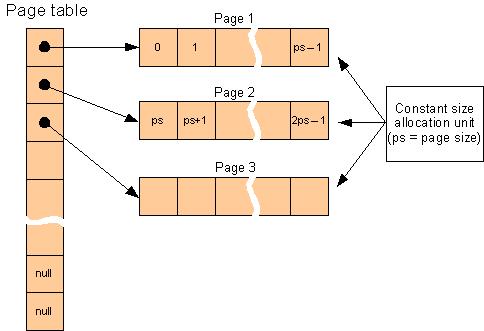 Page table
Page 1
0 1 ps-1
Page 2
ps ps+1 2ps-1
Page 3
Constant size
allocation unit
(ps = page size)
null
null